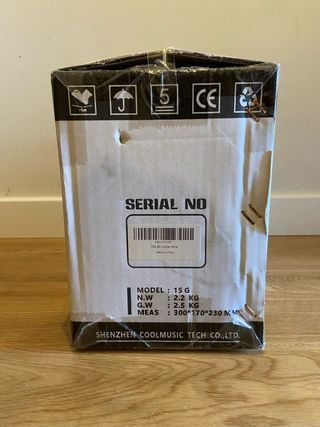 5
CE
SERIAL NO
MODEL : 15 G
N.W : 2.2 KG
G.W : 2.5 KG
MEAS : 300*170*230 MM
SHENZHEN COOLMUSIC TECH CO.,LTD.